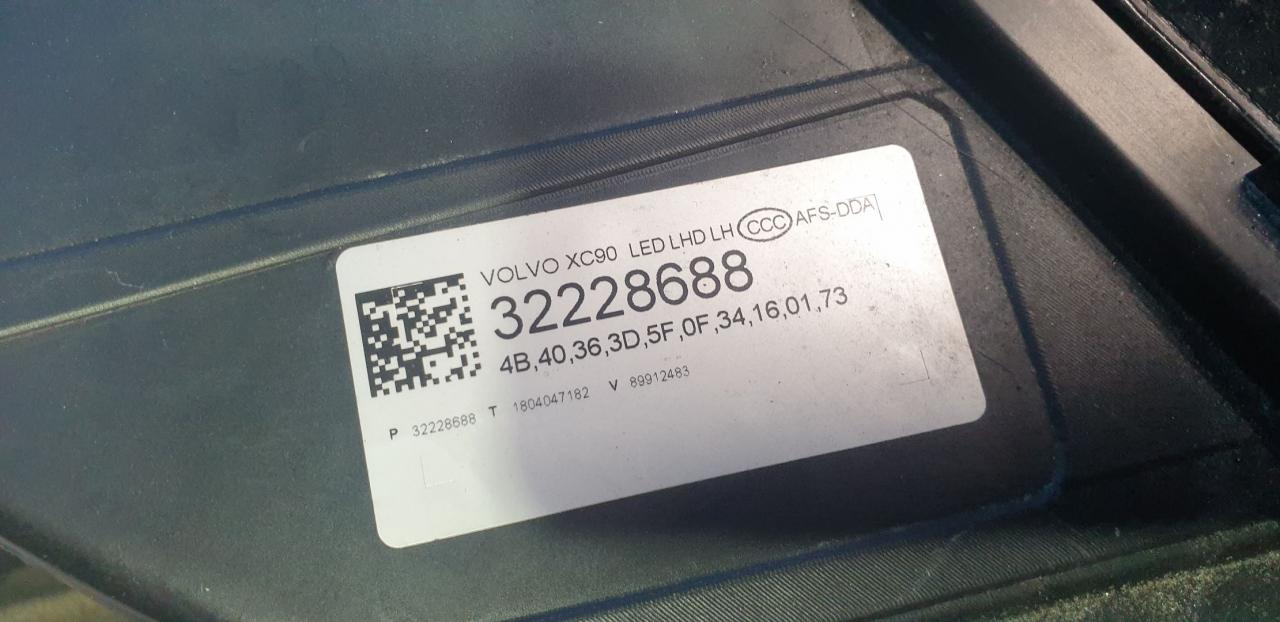 VOLVO XC90 LED LHD LH CCC AFS-DDA
32228688
4B,40,36,3D,5F,0F,34,16,01,73
P 32228688 T 1804047182 V 89912483